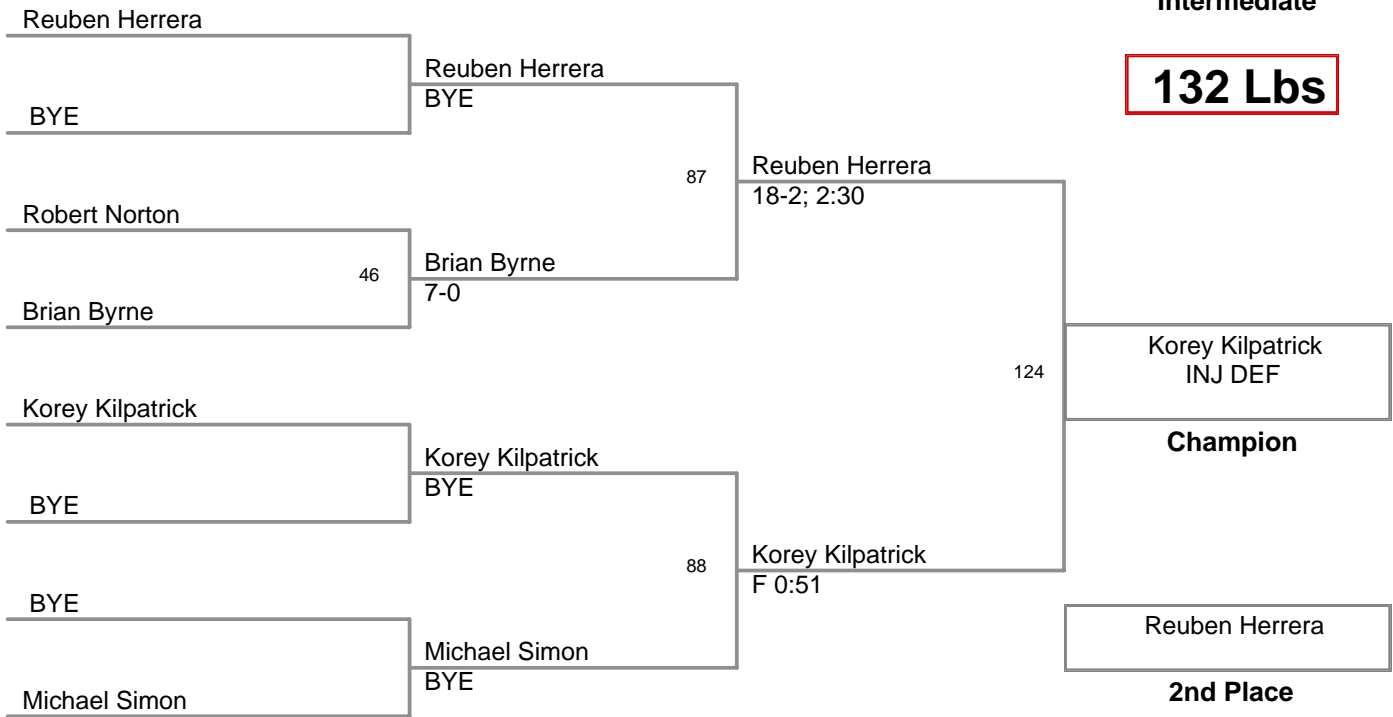 Intermediate
132 Lbs
Reuben Herrera
BYE
Robert Norton
46
Brian Byrne
Korey Kilpatrick
BYE
BYE
Michael Simon
Reuben Herrera
BYE
87
Brian Byrne
7-0
Korey Kilpatrick
BYE
88
Michael Simon
BYE
Reuben Herrera
18-2; 2:30
124
Korey Kilpatrick
F 0:51
Korey Kilpatrick
INJ DEF
Champion
Reuben Herrera
2nd Place